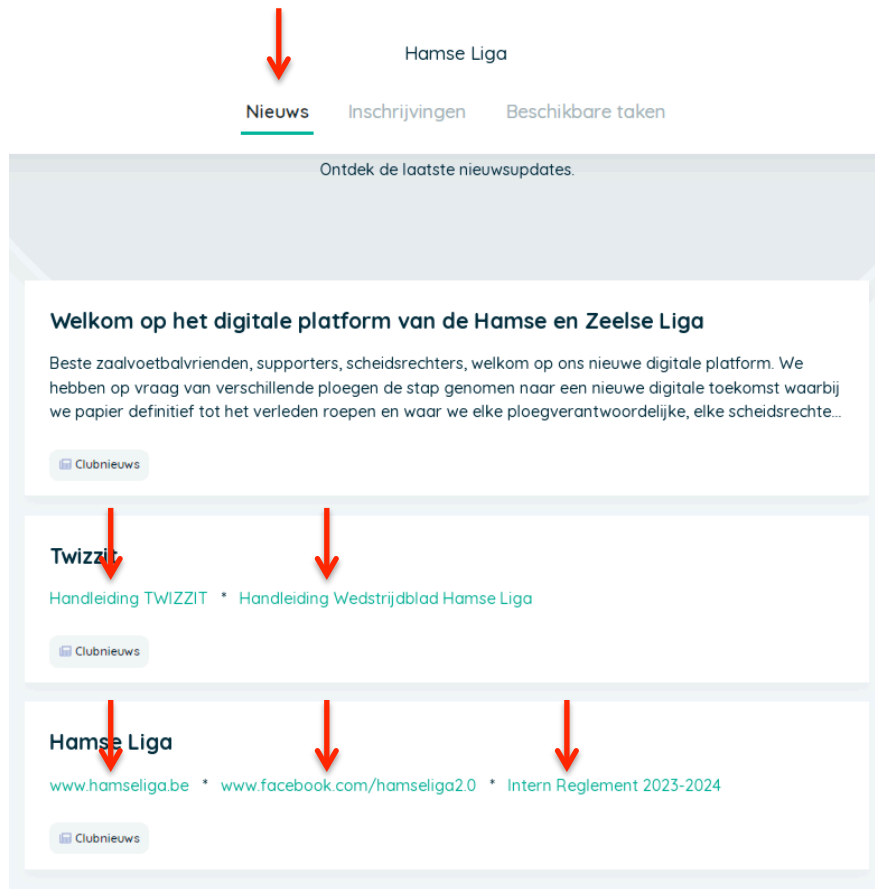 Hamse Liga
Nieuws Inschrijvingen Beschikbare taken
Ontdek de laatste nieuwsupdates.
Welkom op het digitale platform van de Hamse en Zeelse Liga
Beste zaalvoetbalvrienden, supporters, scheidsrechters, welkom op ons nieuwe digitale platform. We
hebben op vraag van verschillende ploegen de stap genomen naar een nieuwe digitale toekomst waarbij
we papier definitief tot het verleden roepen en waar we elke ploegverantwoordelijke, elke scheidsrechte...
Clubnieuws
Twizzit
Handleiding TWIZZIT * Handleiding Wedstrijdblad Hamse Liga
Clubnieuws
Hamse Liga
www.hamseliga.be * www.facebook.com/hamseliga2.0 * Intern Reglement 2023-2024
Clubnieuws